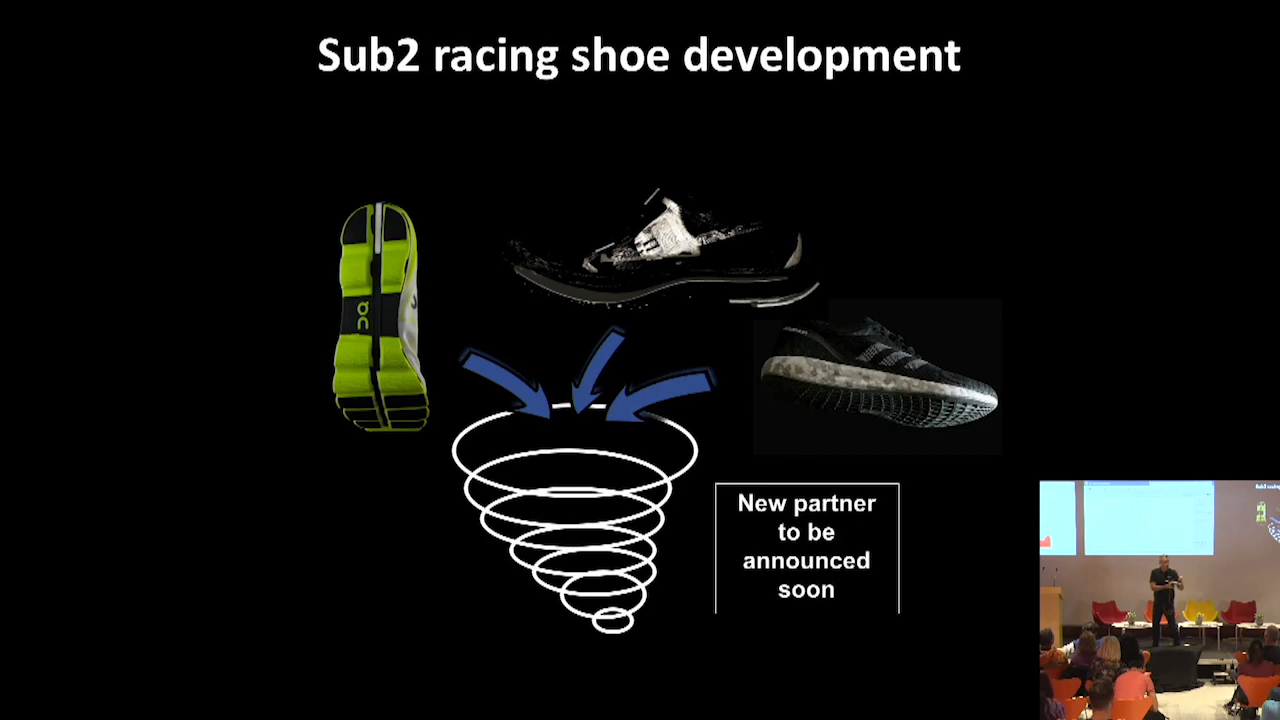 Sub2 racing shoe development
New partner
to be
announced
soon